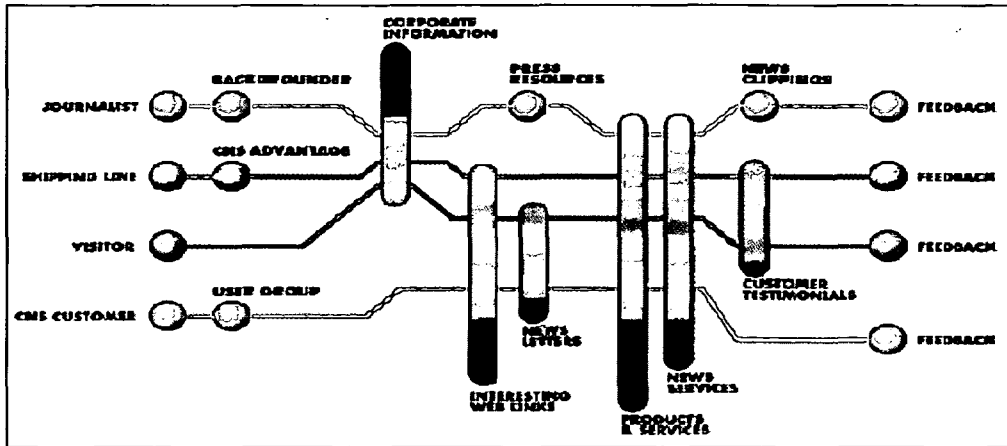 CORPORATE
INFORMATION
BACKGROUNDER
PRESS
RESOURCES
NEWS
CLIPPINGS
JOURNALIST
FEEDBACK
CMS ADVANTAGE
SHIPPING LINE
FEEDBACK
VISITOR
FEEDBACK
CUSTOMER
TESTIMONIALS
USER GROUP
CMS CUSTOMER
NEWS
LETTERS
FEEDBACK
INTERESTING
WEB LINKS
NEWS
SERVICES
PRODUCTS
& SERVICES